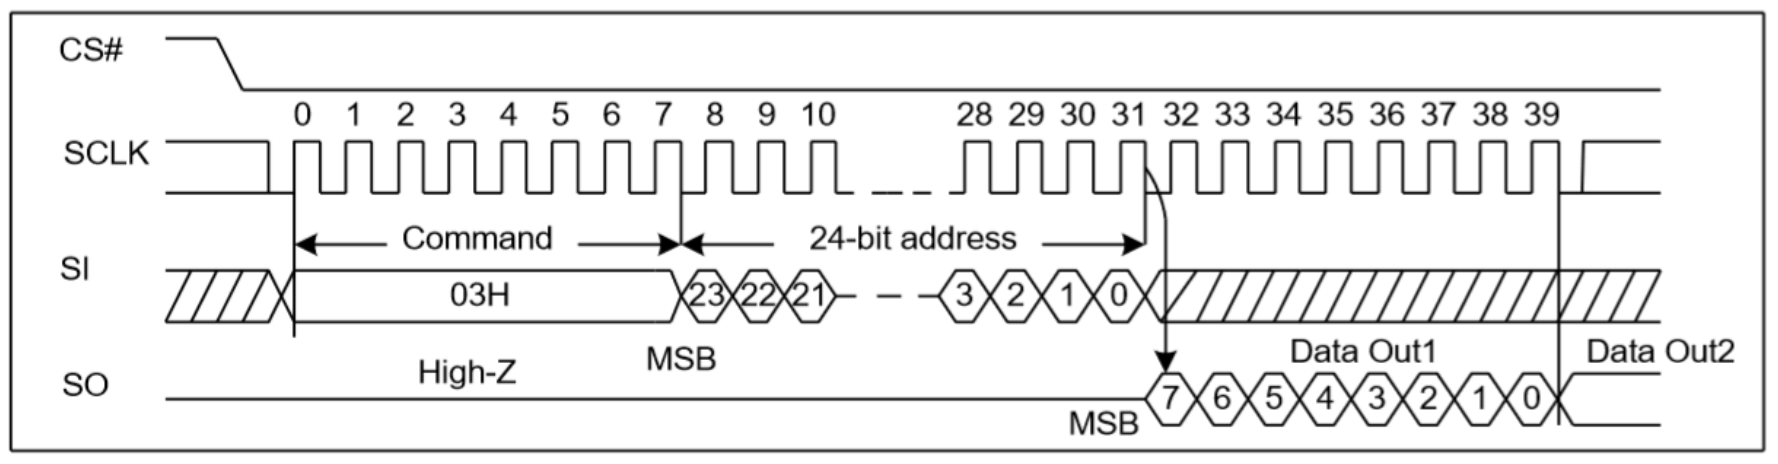 CS#
0 1 2 3 4 5 6 7 8 9 10 28 29 30 31 32 33 34 35 36 37 38 39
SCLK
Command 24-bit address
SI
03H 23 22 21 3 2 1 0
Data Out1 Data Out2
High-Z MSB
SO
7 6 5 4 3 2 1 0
MSB